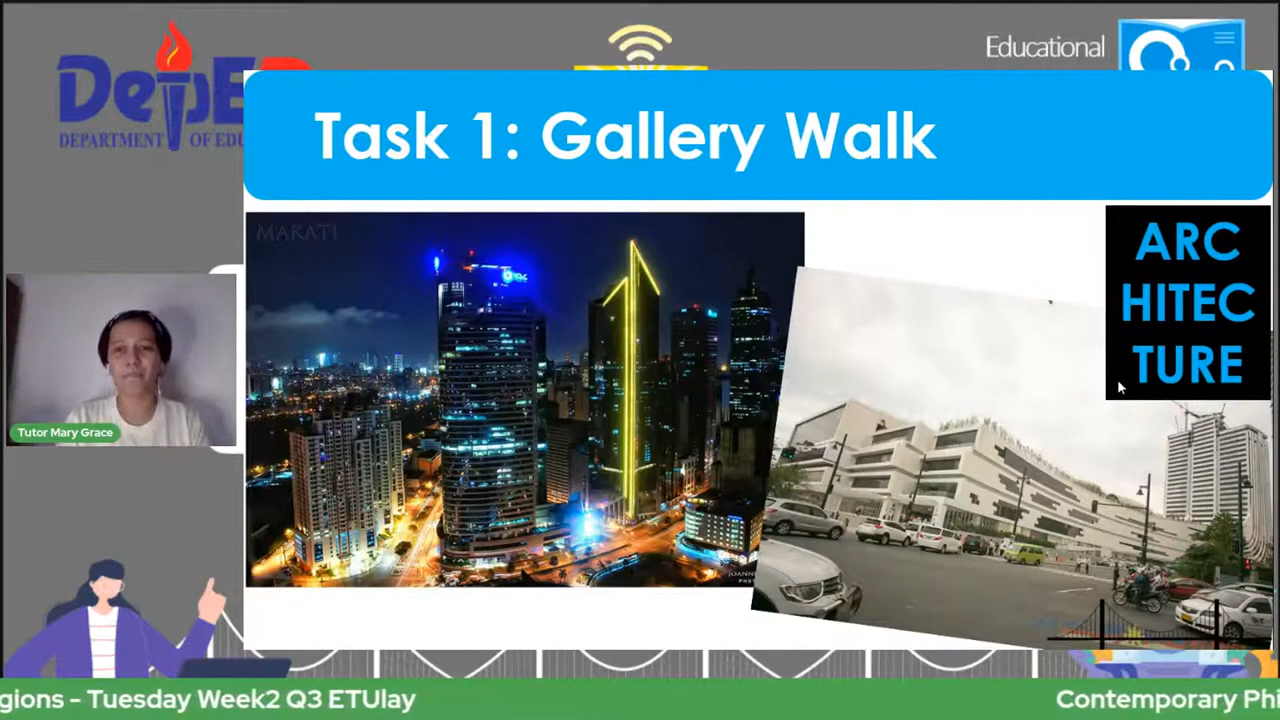 DepED
DEPARTMENT OF EDU
Educational
Task 1: Gallery Walk
MAKATI
ARC
HITEC
TURE
Tutor Mary Grace
gions - Tuesday Week2 Q3 ETUlay
Contemporary Phi